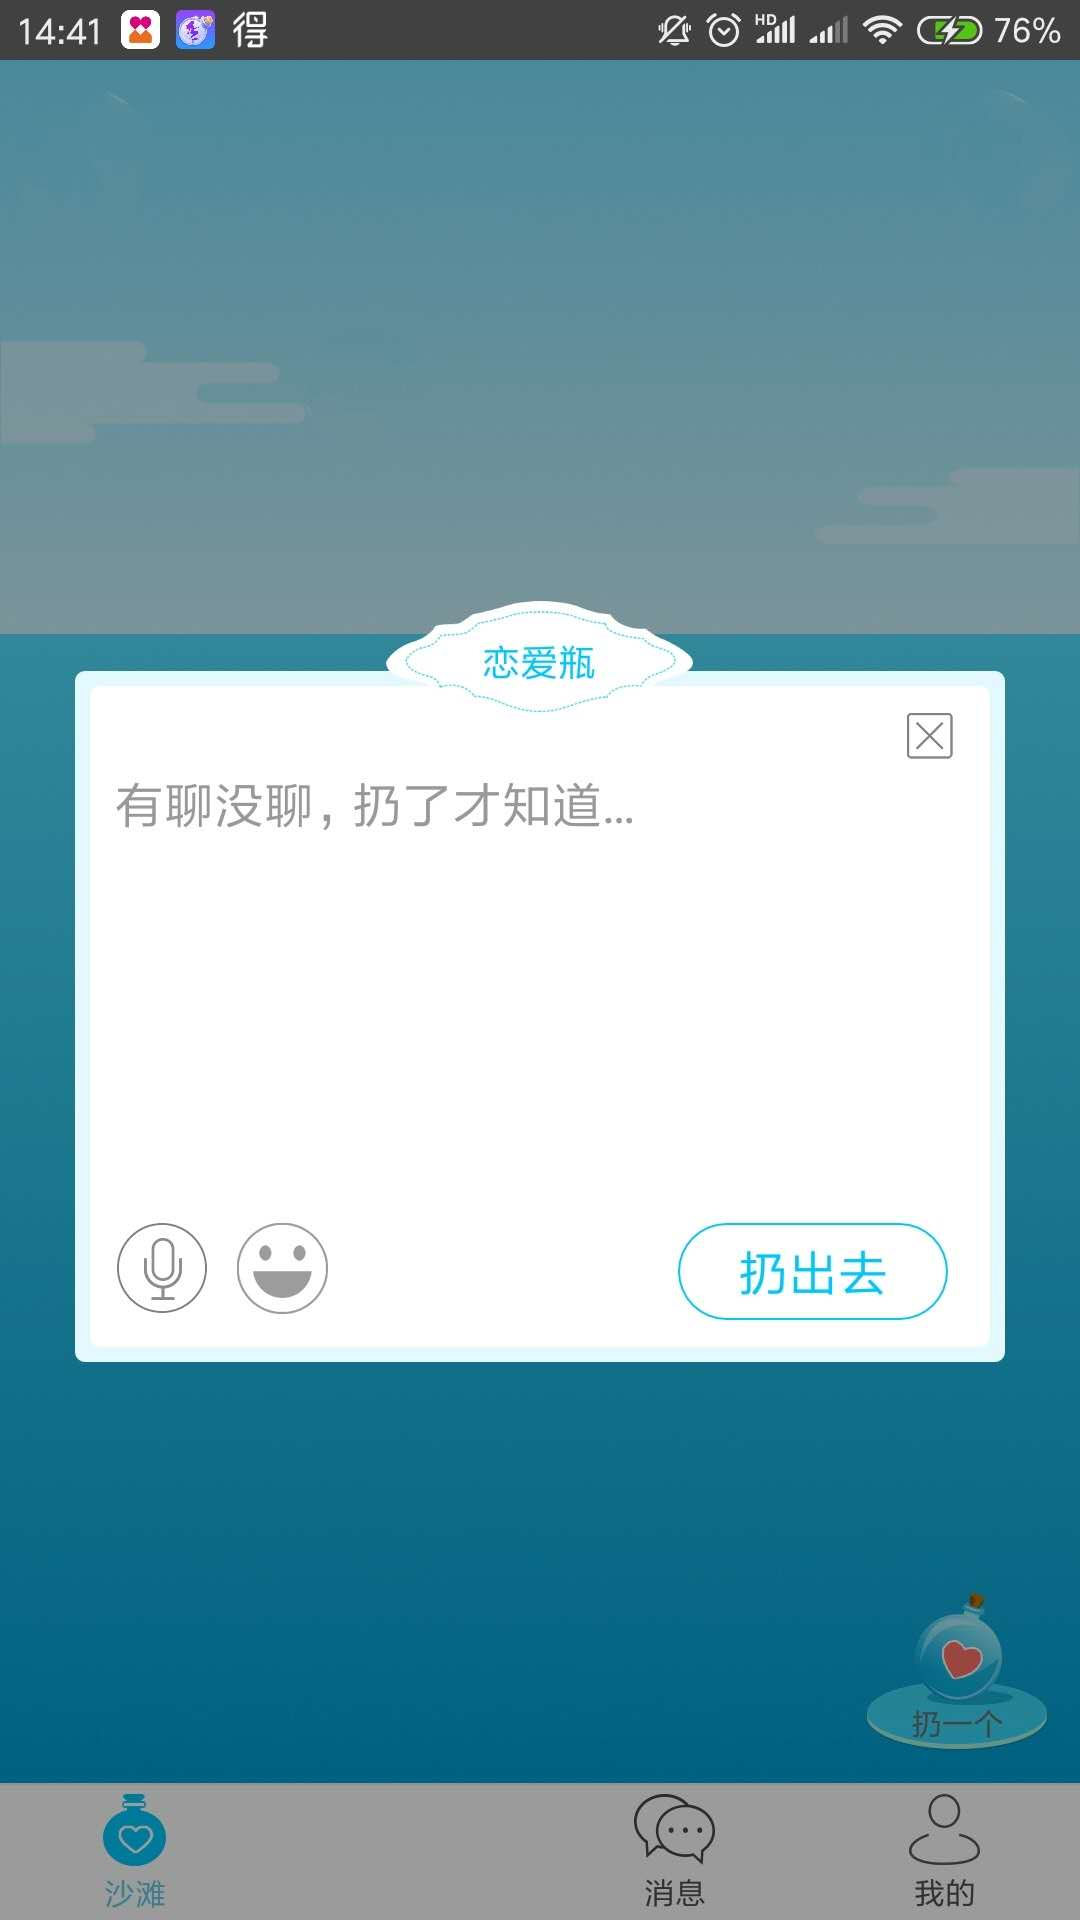 14:41 得 HD 76%
恋爱瓶
有聊没聊，扔了才知道...
扔出去
扔一个
沙滩 消息 我的